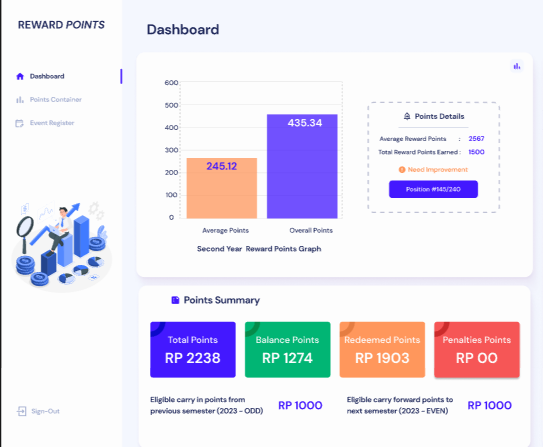 REWARD POINTS
Dashboard
Points Container
Event Register
Sign-Out
Dashboard
600
500
400
300
200
100
0
435.34
245.12
Average Points
Overall Points
Second Year Reward Points Graph
Points Details
Average Reward Points : 2567
Total Reward Points Earned : 1500
Need Improvement
Position #145/240
Points Summary
Total Points
RP 2238
Balance Points
RP 1274
Redeemed Points
RP 1903
Penalties Points
RP 00
Eligible carry in points from
previous semester (2023 - ODD)
RP 1000
Eligible carry forward points to
next semester (2023 - EVEN)
RP 1000